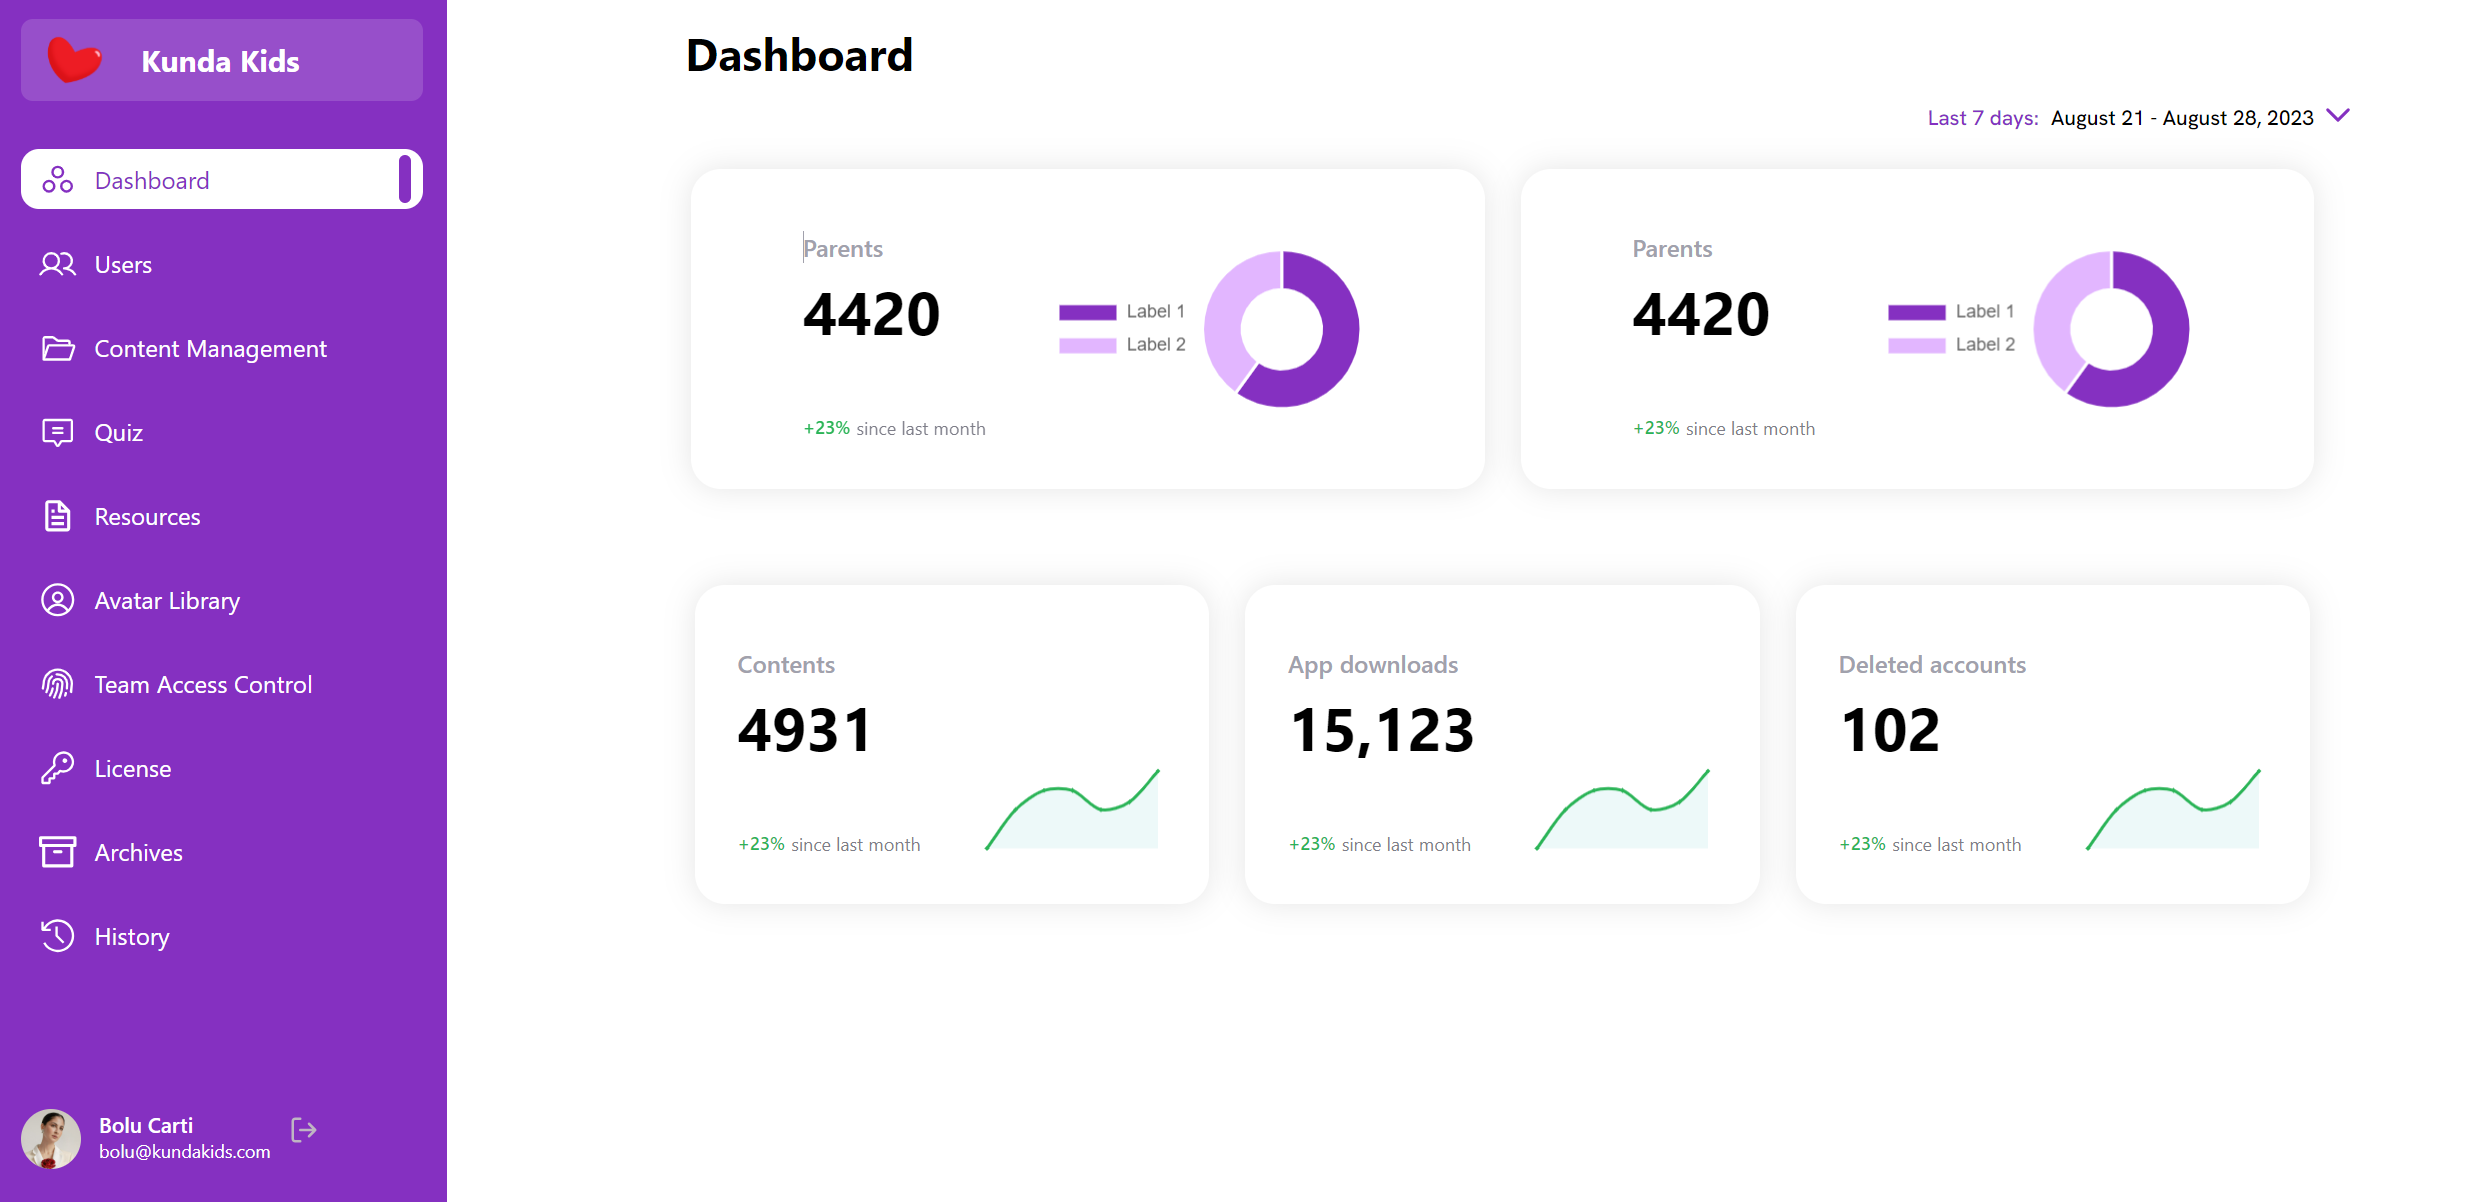 Kunda Kids
Dashboard
Users
Content Management
Quiz
Resources
Avatar Library
Team Access Control
License
Archives
History
Bolu Carti
bolu@kundakids.com
Dashboard
Last 7 days: August 21 - August 28, 2023
Parents
4420
Label 1
Label 2
+23% since last month
Parents
4420
Label 1
Label 2
+23% since last month
Contents
4931
+23% since last month
App downloads
15,123
+23% since last month
Deleted accounts
102
+23% since last month